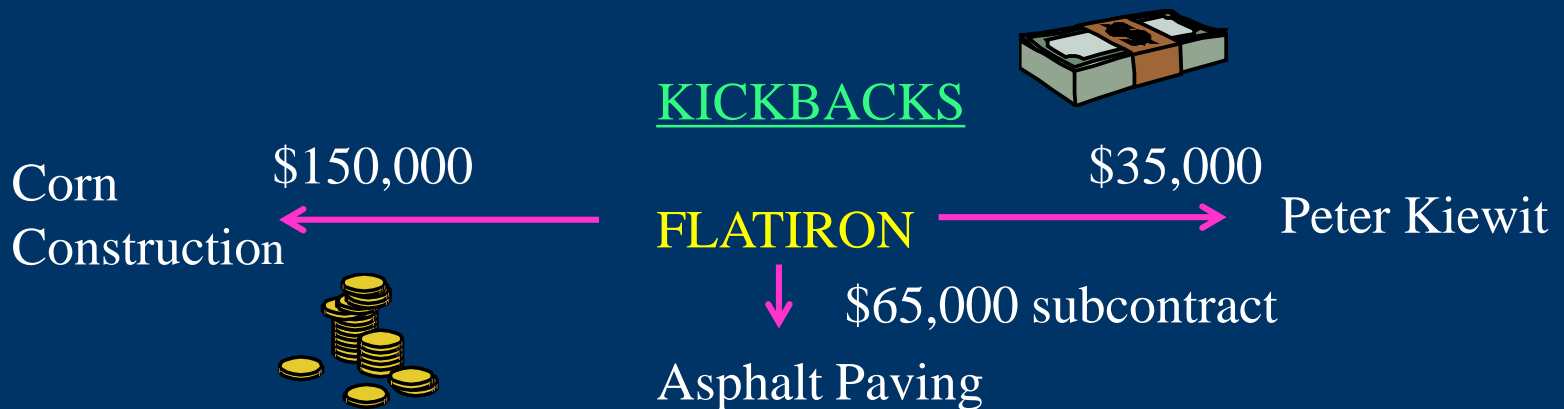 KICKBACKS
$150,000
$35,000
Corn
Construction
FLATIRON
Peter Kiewit
$65,000 subcontract
Asphalt Paving